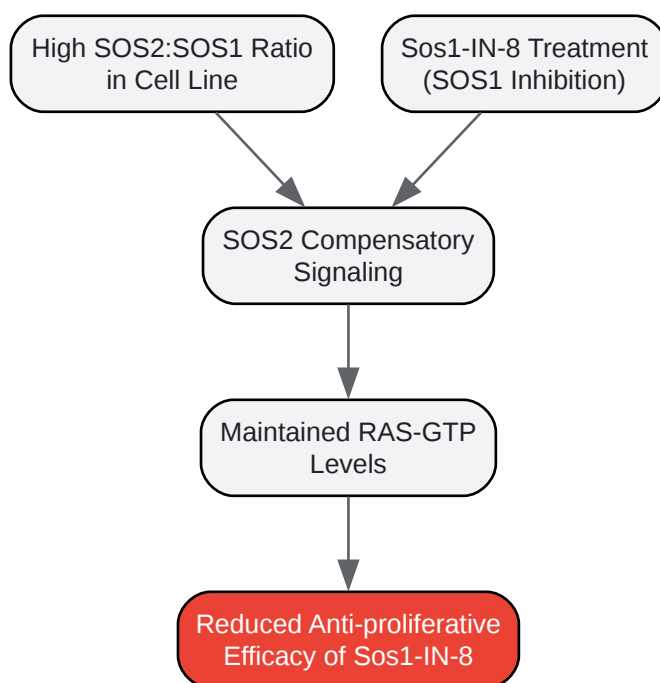 High SOS2:SOS1 Ratio
in Cell Line
Sos1-IN-8 Treatment
(SOS1 Inhibition)
SOS2 Compensatory
Signaling
Maintained RAS-GTP
Levels
Reduced Anti-proliferative
Efficacy of Sos1-IN-8